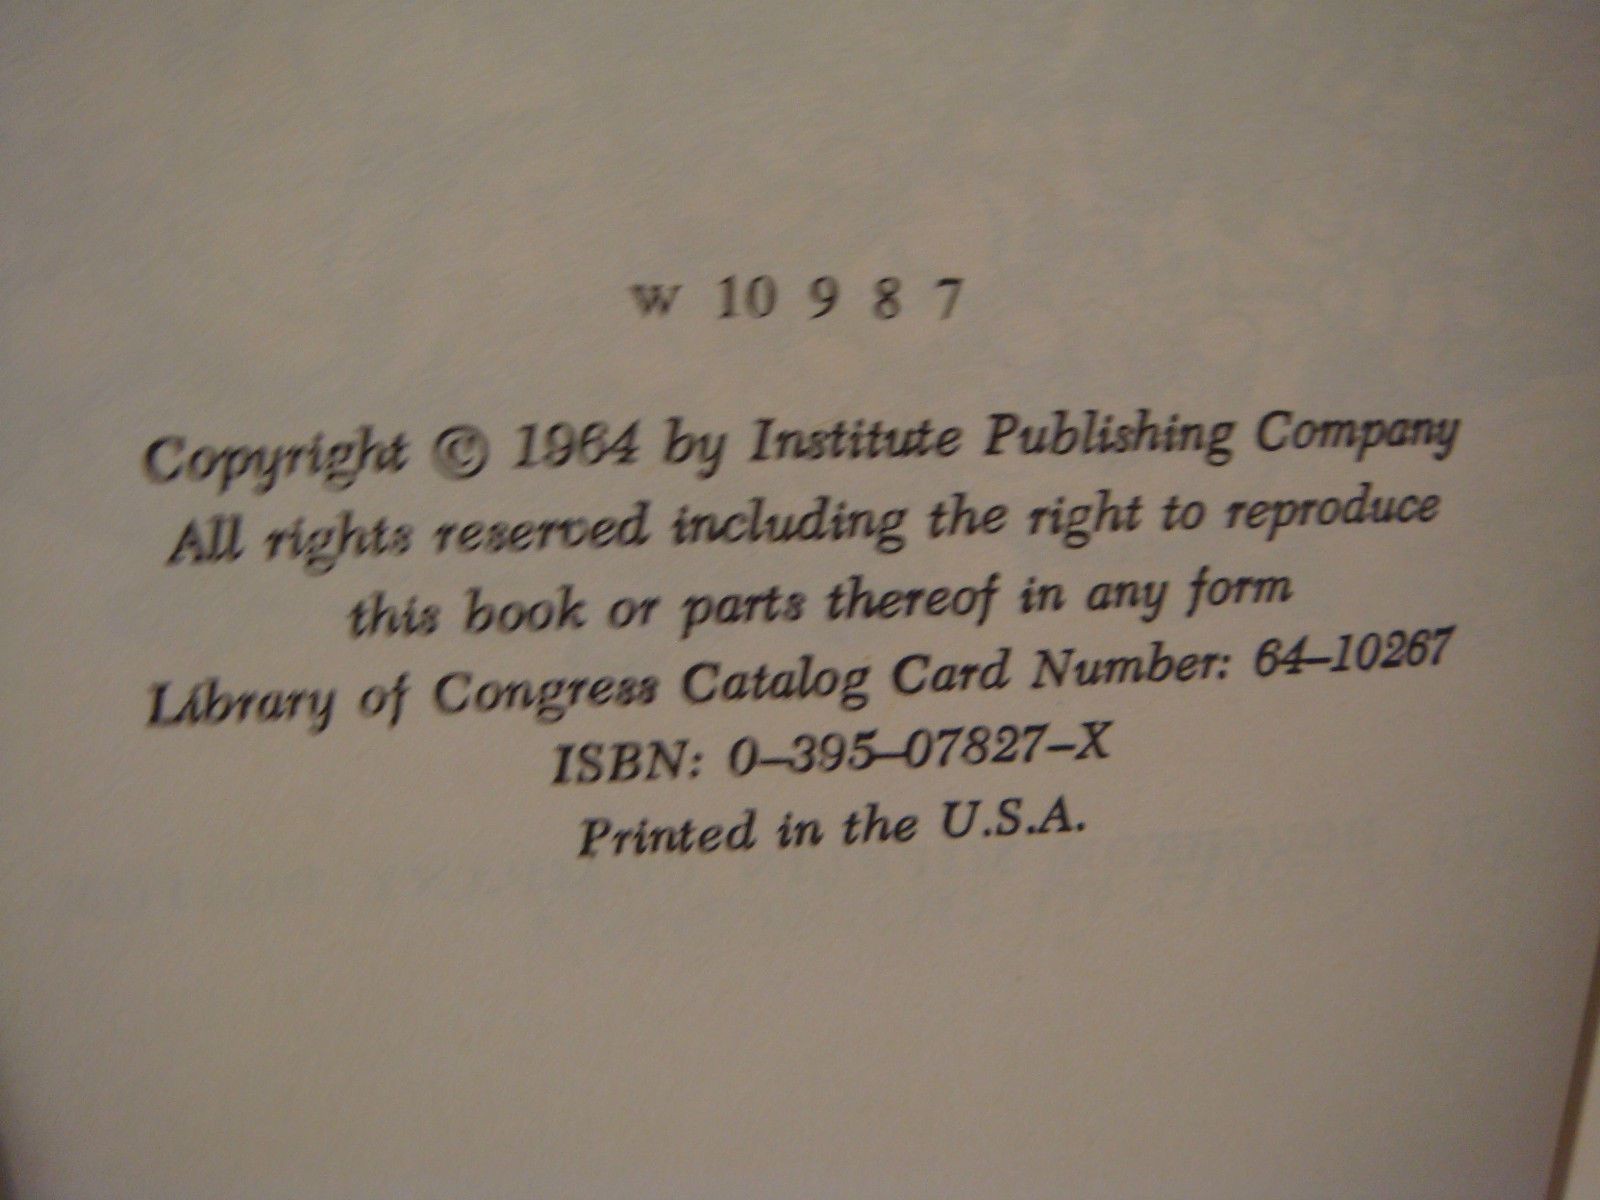 W 10 9 8 7
Copyright © 1964 by Institute Publishing Company
All rights reserved including the right to reproduce
this book or parts thereof in any form
Library of Congress Catalog Card Number: 64–10267
ISBN: 0–395–07827–X
Printed in the U.S.A.